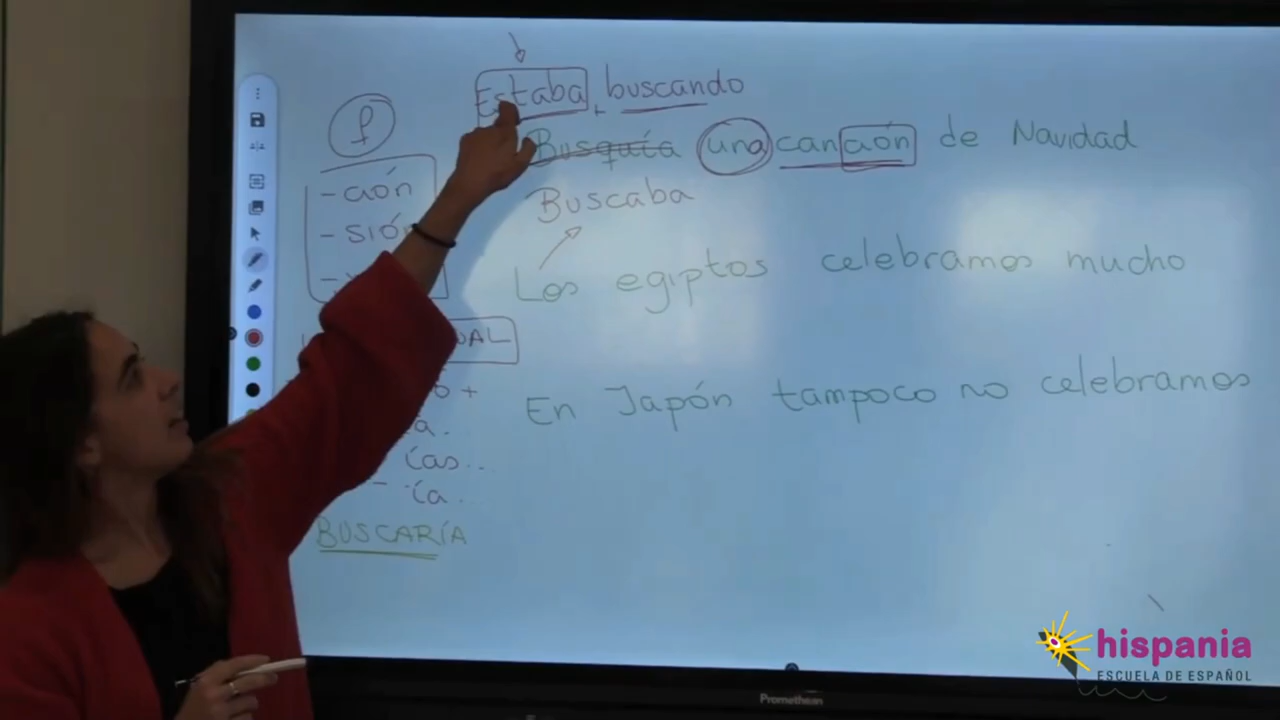 Estaba buscando
Busquía una canción de Navidad
Buscaba
Los egiptos celebramos mucho
En Japón tampoco no celebramos
f
- ción
- sión
ías...
ía...
BUSCARÍA
hispania
ESCUELA DE ESPAÑOL
Promethean